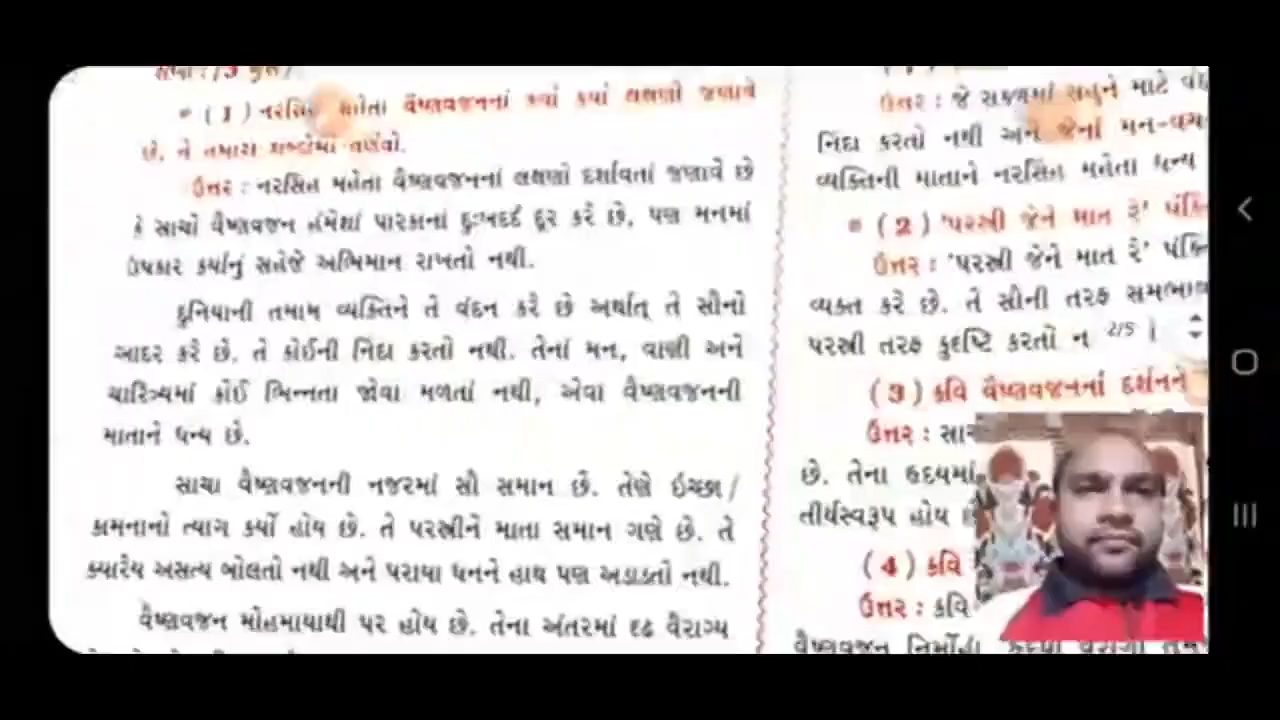 (1) નરસિંહ મહેતા વૈષ્ણવજનનાં ક્યાં ક્યાં લક્ષણો જણાવે
છે, તે તમારા શબ્દોમાં વર્ણવો.
ઉત્તર : નરસિંહ મહેતા વૈષ્ણવજનનાં લક્ષણો દર્શાવતાં જણાવે છે
કે સાચો વૈષ્ણવજન હંમેશાં પારકાનાં દુઃખદર્દ દૂર કરે છે, પણ મનમાં
ઉપકાર કર્યાનું સહેજે અભિમાન રાખતો નથી.
દુનિયાની તમામ વ્યક્તિને તે વંદન કરે છે અર્થાત્ તે સૌનો
આદર કરે છે. તે કોઈની નિંદા કરતો નથી. તેનાં મન, વાણી અને
ચારિત્ર્યમાં કોઈ ભિન્નતા જોવા મળતાં નથી, એવા વૈષ્ણવજનની
માતાને ધન્ય છે.
સાચા વૈષ્ણવજનની નજરમાં સૌ સમાન છે. તેણે ઇચ્છા/
કામનાનો ત્યાગ કર્યો હોય છે. તે પરસ્ત્રીને માતા સમાન ગણે છે. તે
ક્યારેય અસત્ય બોલતો નથી અને પરાયા ધનને હાથ પણ અડાડતો નથી.
વૈષ્ણવજન મોહમાયાથી પર હોય છે. તેના અંતરમાં દૃઢ વૈરાગ્ય
ઉત્તર : જે સકળમાં સહુને માટે
નિંદા કરતો નથી અને જેનાં મન-વચ
વ્યક્તિની માતાને નરસિંહ મહેતા ધન્ય
(2) 'પરસ્ત્રી જેને માત રે' પંક્તિ
ઉત્તર : 'પરસ્ત્રી જેને માત રે' પંક્તિ
વ્યક્ત કરે છે. તે સૌની તરફ સમભાવ
પરસ્ત્રી તરફ કુદૃષ્ટિ કરતો ન
2/5
(3) કવિ વૈષ્ણવજનનાં દર્શનને
ઉત્તર : સા
છે. તેના હૃદયમાં
તીર્થસ્વરૂપ હોય છે
(4) કવિ
ઉત્તર : કવિ
વૈષ્ણવજન